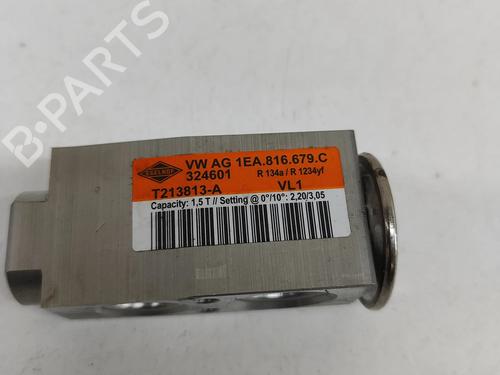 B-PARTS
EGELHOF
VW AG 1EA.816.679.C
324601 R 134a / R 1234yf
T213813-A VL1
Capacity: 1,5 T // Setting @ 0°/10°: 2,20/3,05